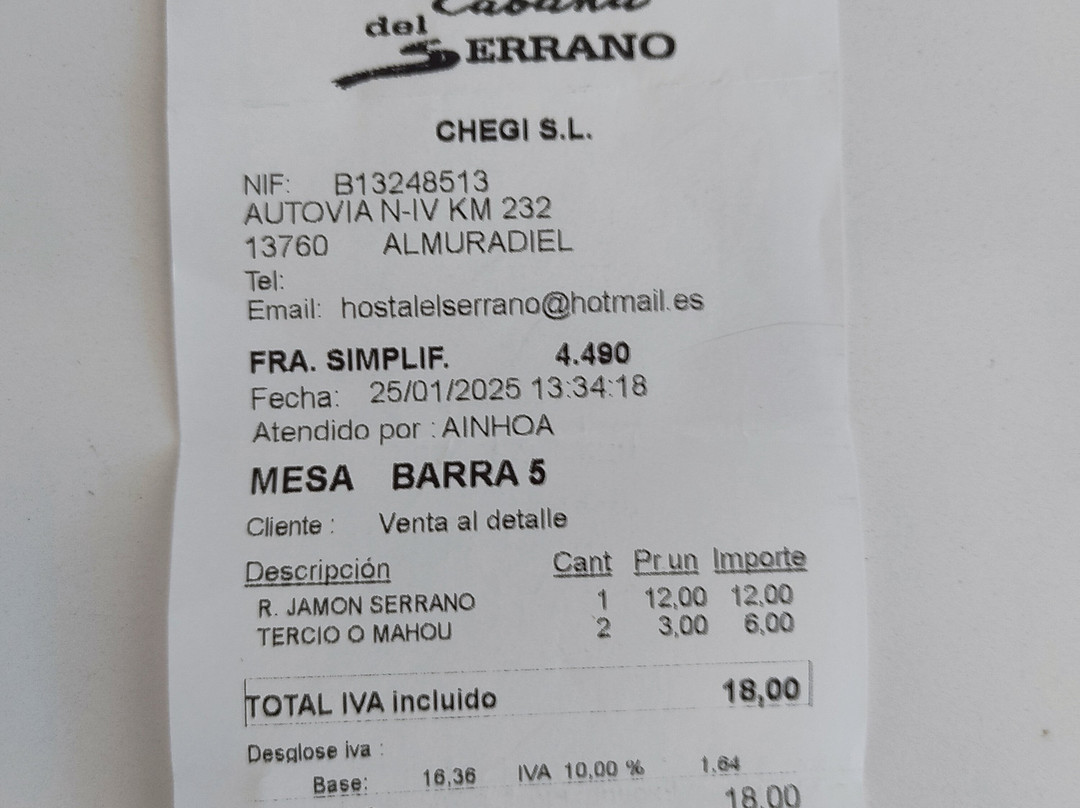 Cabaña
del
SERRANO
CHEGI S.L.
NIF: B13248513
AUTOVIA N-IV KM 232
13760 ALMURADIEL
Tel:
Email: hostalelserrano@hotmail.es
FRA. SIMPLIF. 4.490
Fecha: 25/01/2025 13:34:18
Atendido por : AINHOA
MESA BARRA 5
Cliente : Venta al detalle
Descripción Cant Pr.un Importe
R. JAMON SERRANO 1 12,00 12,00
TERCIO O MAHOU 2 3,00 6,00
TOTAL IVA incluido 18,00
Desglose iva :
Base: 16,36 IVA 10,00 % 1,64
18,00